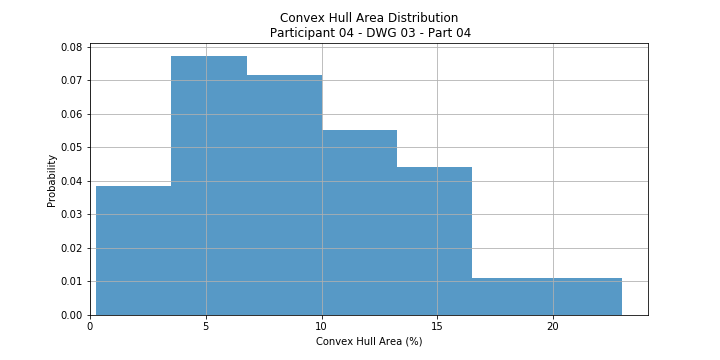 Convex Hull Area Distribution
Participant 04 - DWG 03 - Part 04
0.08
0.07
0.06
0.05
0.04
0.03
0.02
0.01
0.00
Probability
0 5 10 15 20
Convex Hull Area (%)